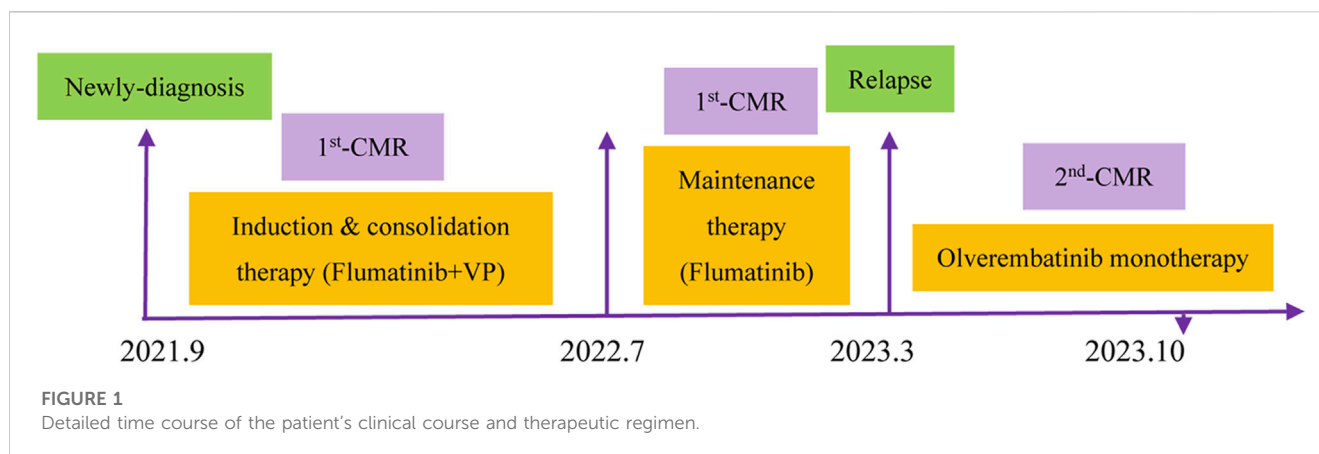 Newly-diagnosis
1st-CMR
Induction & consolidation
therapy (Flumatinib+VP)
1st-CMR
Maintenance
therapy
(Flumatinib)
Relapse
2nd-CMR
Olverembatinib monotherapy
2021.9
2022.7
2023.3
2023.10
FIGURE 1
Detailed time course of the patient's clinical course and therapeutic regimen.